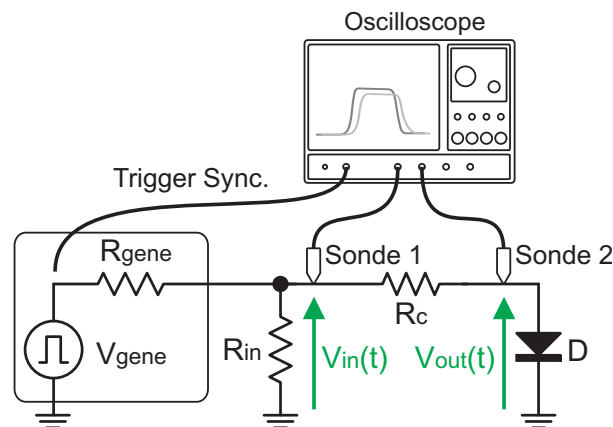 Oscilloscope
Trigger Sync.
Rgene
Sonde 1
Sonde 2
Rc
Vgene
Rin
Vin(t)
Vout(t)
D